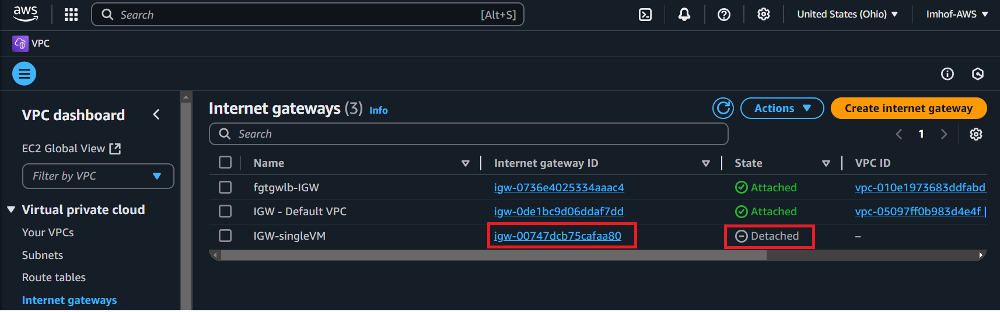 aws
Search [Alt+S]
United States (Ohio)
Imhof-AWS
VPC
VPC dashboard
EC2 Global View
Filter by VPC
Virtual private cloud
Your VPCs
Subnets
Route tables
Internet gateways
Internet gateways (3) Info
Actions
Create internet gateway
Search
1
Name Internet gateway ID State VPC ID
fgtgwlb-IGW igw-0736e4025334aaac4 Attached vpc-010e1973683ddfabd
IGW - Default VPC igw-0de1bc9d06ddaf7dd Attached vpc-05097ff0b983d4e4f |
IGW-singleVM igw-00747dcb75cafaa80 Detached –